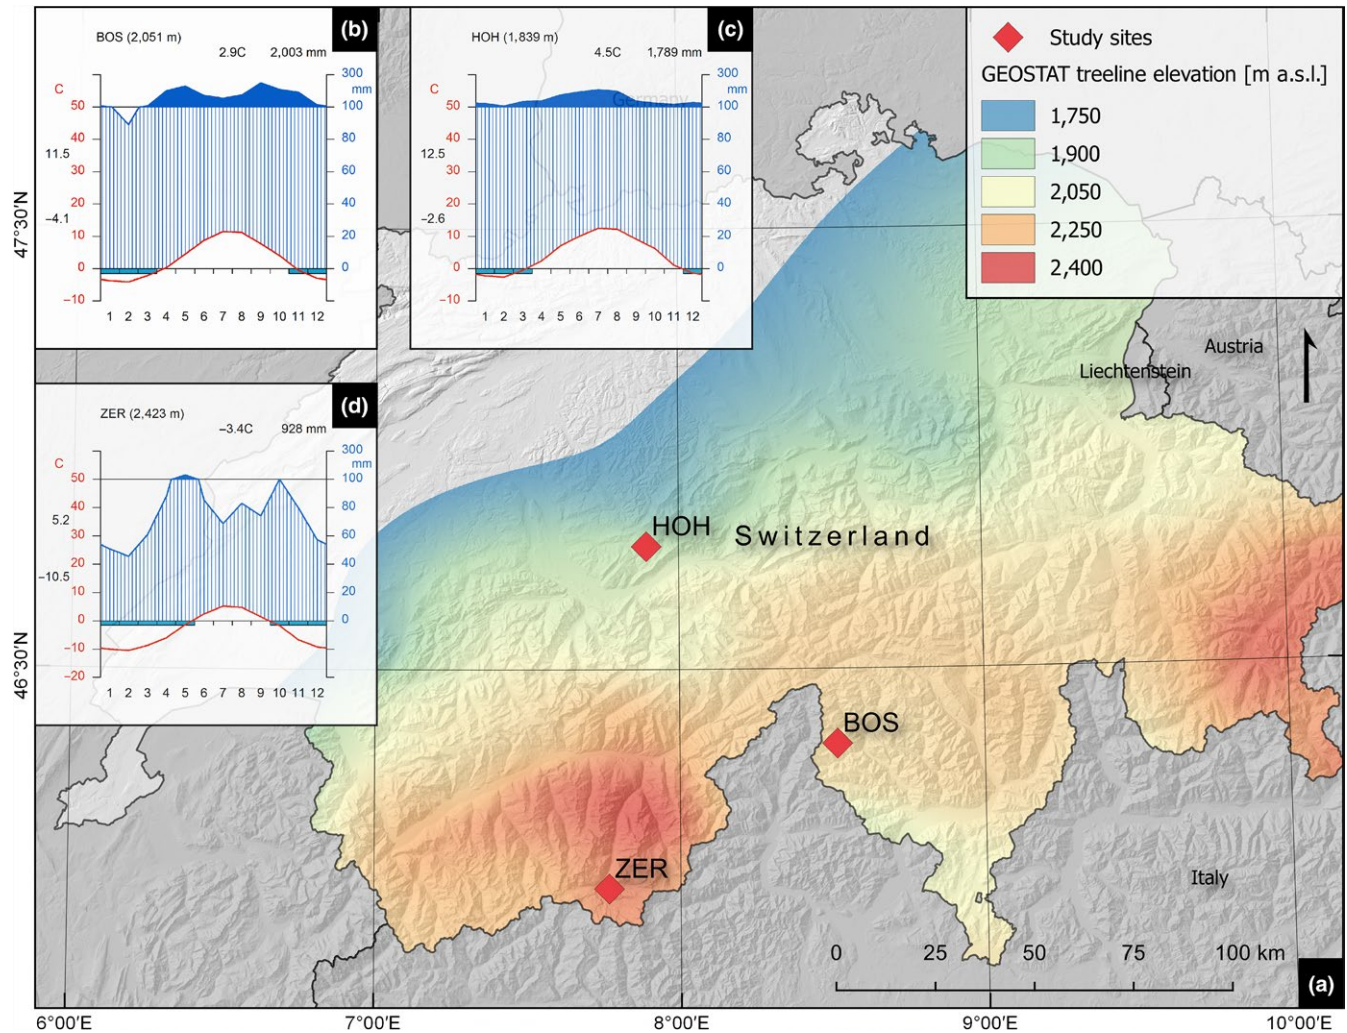 (b)
BOS (2,051 m)
2.9C 2,003 mm
C
300
mm
50 100
40 80
11.5
30 60
20 40
−4.1
10 20
0 0
−10
1 2 3 4 5 6 7 8 9 10 11 12
(c)
HOH (1,839 m)
4.5C 1,789 mm
C
300
mm
Germany
50 100
40 80
12.5
30 60
20 40
−2.6
10 20
0 0
−10
1 2 3 4 5 6 7 8 9 10 11 12
Study sites
GEOSTAT treeline elevation [m a.s.l.]
1,750
1,900
2,050
2,250
2,400
(d)
ZER (2,423 m)
−3.4C 928 mm
C
300
mm
50 100
40 80
5.2
30 60
20 40
−10.5
10 20
0 0
−10
−20
1 2 3 4 5 6 7 8 9 10 11 12
47°30′N
46°30′N
Austria
Liechtenstein
HOH
Switzerland
BOS
ZER
Italy
0 25 50 75 100 km
(a)
6°00′E 7°00′E 8°00′E 9°00′E 10°00′E